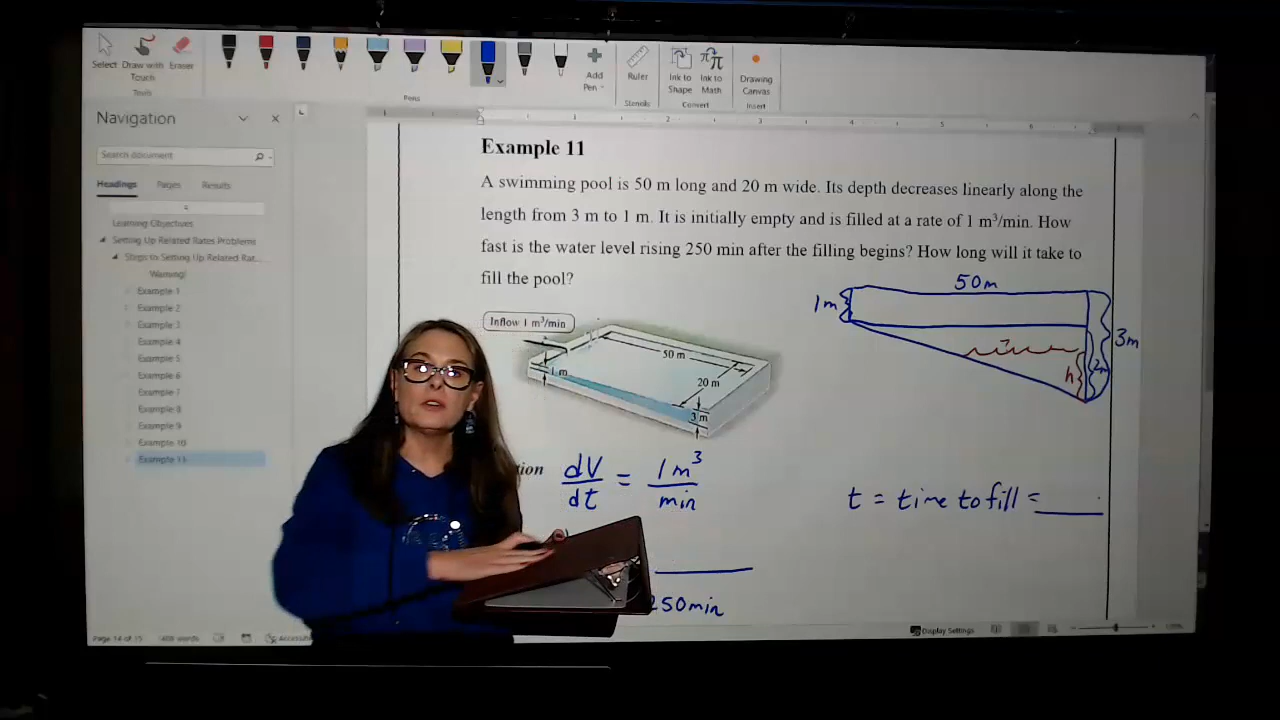 Select
Draw with Touch
Eraser
Tools
Pens
Add Pen
Ruler
Stencils
Ink to Shape
Ink to Math
Convert
Drawing Canvas
Insert
Navigation
Search document
Headings Pages Results
Learning Objectives
Setting Up Related Rates Problems
Steps to Setting Up Related Rat...
Warning!
Example 1
Example 2
Example 3
Example 4
Example 5
Example 6
Example 7
Example 8
Example 9
Example 10
Example 11
Example 11
A swimming pool is 50 m long and 20 m wide. Its depth decreases linearly along the
length from 3 m to 1 m. It is initially empty and is filled at a rate of 1 m³/min. How
fast is the water level rising 250 min after the filling begins? How long will it take to
fill the pool?
Inflow 1 m³/min
50 m
1 m
20 m
3 m
50m
1m
3m
2m
h
dV/dt = 1m³/min
t = time to fill = ____
250min
Page 14 of 15
Display Settings